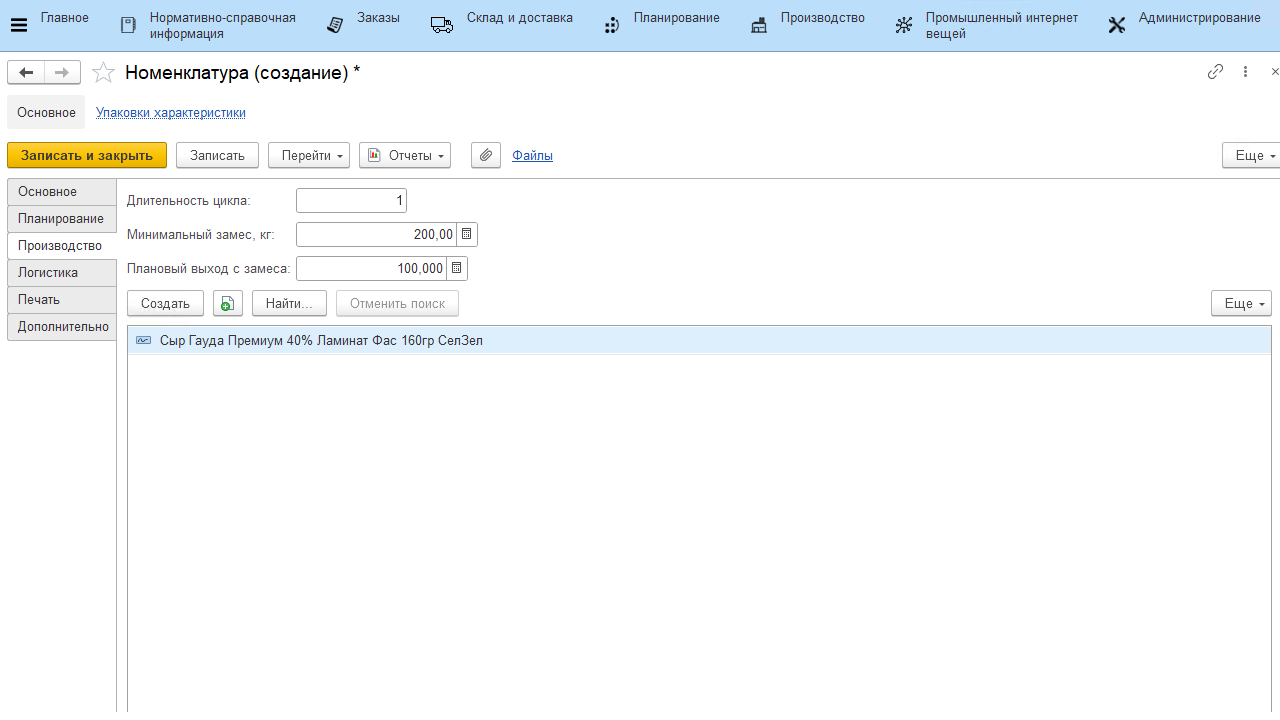 Главное
Нормативно-справочная
информация
Заказы
Склад и доставка
Планирование
Производство
Промышленный интернет
вещей
Администрирование
Номенклатура (создание) *
Основное
Упаковки характеристики
Записать и закрыть
Записать
Перейти
Отчеты
Файлы
Еще
Основное
Планирование
Производство
Логистика
Печать
Дополнительно
Длительность цикла: 1
Минимальный замес, кг: 200,00
Плановый выход с замеса: 100,000
Создать
Найти...
Отменить поиск
Еще
Сыр Гауда Премиум 40% Ламинат Фас 160гр СелЗел